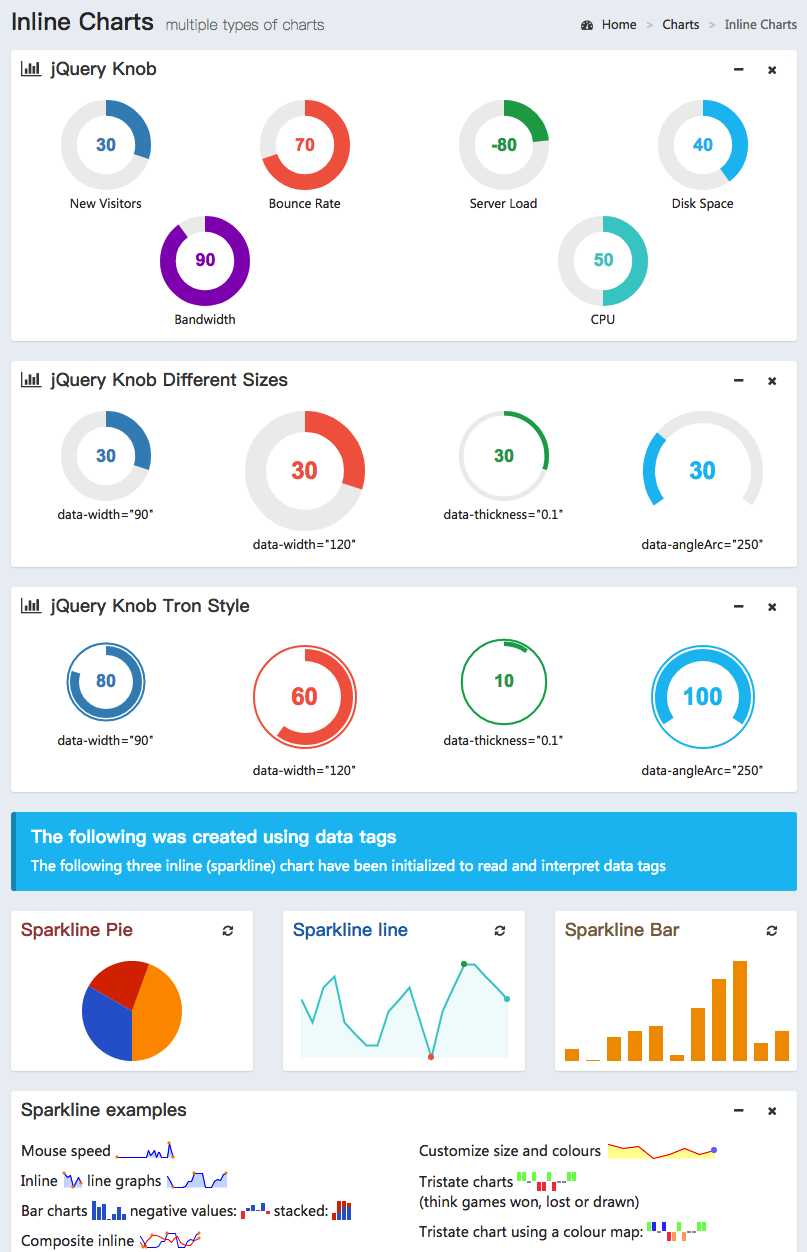 Inline Charts multiple types of charts
Home > Charts > Inline Charts
jQuery Knob
30
70
-80
40
New Visitors
Bounce Rate
Server Load
Disk Space
90
50
Bandwidth
CPU
jQuery Knob Different Sizes
30
30
30
30
data-width="90"
data-width="120"
data-thickness="0.1"
data-angleArc="250"
jQuery Knob Tron Style
80
60
10
100
data-width="90"
data-width="120"
data-thickness="0.1"
data-angleArc="250"
The following was created using data tags
The following three inline (sparkline) chart have been initialized to read and interpret data tags
Sparkline Pie
Sparkline line
Sparkline Bar
Sparkline examples
Mouse speed
Inline line graphs
Bar charts negative values: stacked:
Composite inline
Customize size and colours
Tristate charts
(think games won, lost or drawn)
Tristate chart using a colour map: